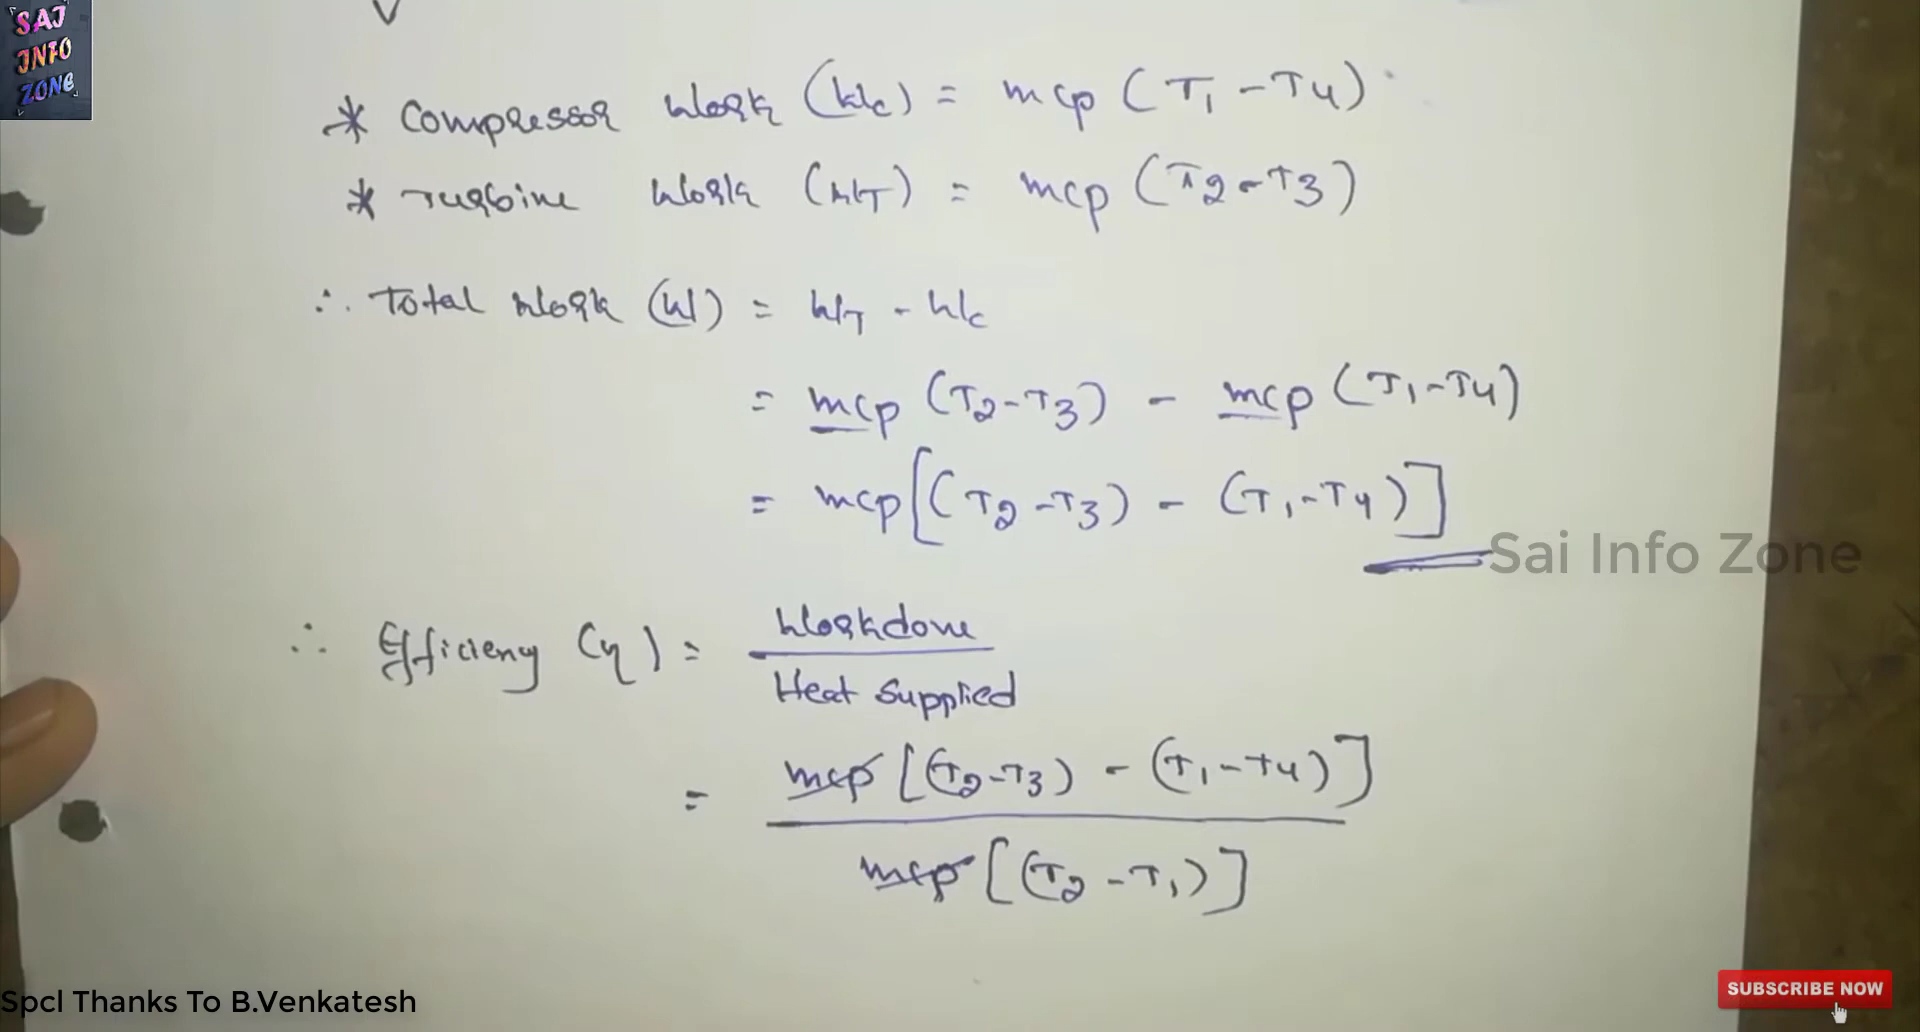 SAI
INFO
ZONE
* Compressor Work (Wc) = mcp (T1 - T4)
* Turbine Work (WT) = mcp (T2 - T3)
∴ Total Work (W) = WT - Wc
= mcp (T2 - T3) - mcp (T1 - T4)
= mcp [(T2 - T3) - (T1 - T4)]
Sai Info Zone
∴ Efficieny (η) = Workdone / Heat Supplied
= mcp [(T2 - T3) - (T1 - T4)] / mcp [(T2 - T1)]
Spcl Thanks To B.Venkatesh
SUBSCRIBE NOW